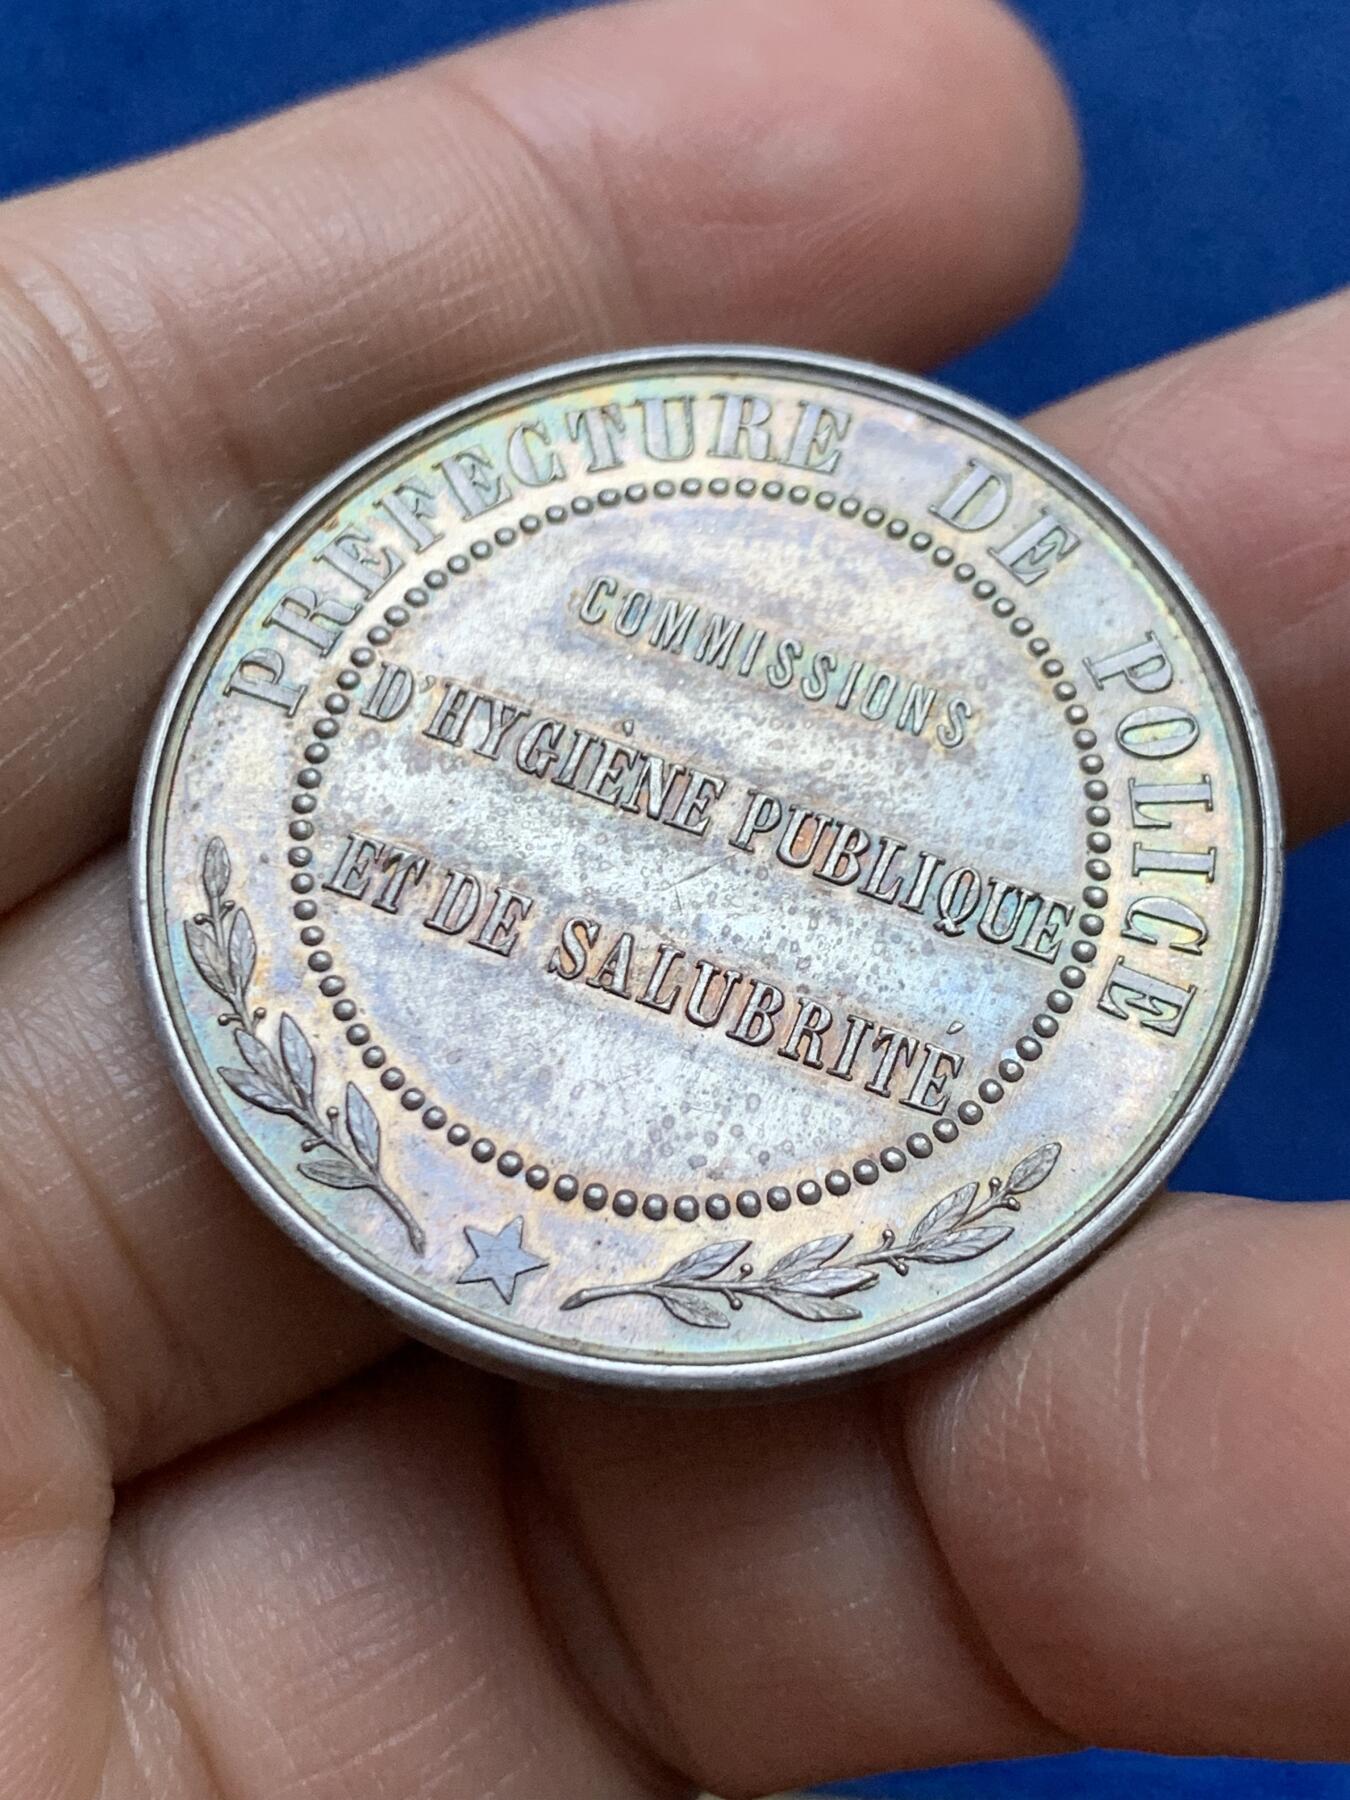 PREFECTURE DE POLICE
COMMISSIONS
D'HYGIÈNE PUBLIQUE
ET DE SALUBRITÉ